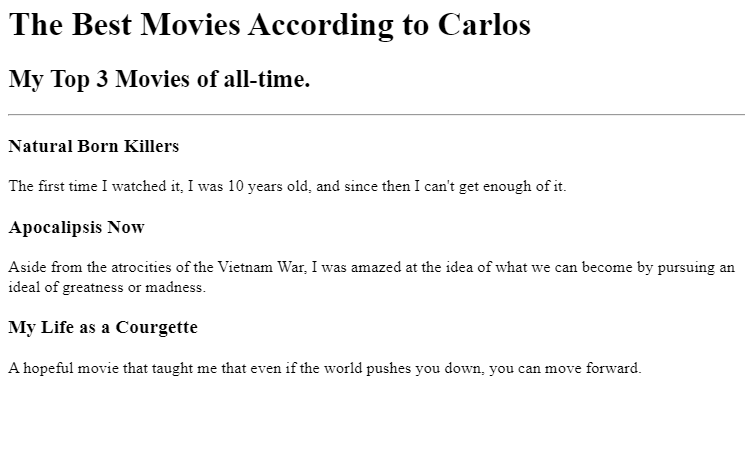 The Best Movies According to Carlos
My Top 3 Movies of all-time.
Natural Born Killers
The first time I watched it, I was 10 years old, and since then I can't get enough of it.
Apocalipsis Now
Aside from the atrocities of the Vietnam War, I was amazed at the idea of what we can become by pursuing an
ideal of greatness or madness.
My Life as a Courgette
A hopeful movie that taught me that even if the world pushes you down, you can move forward.